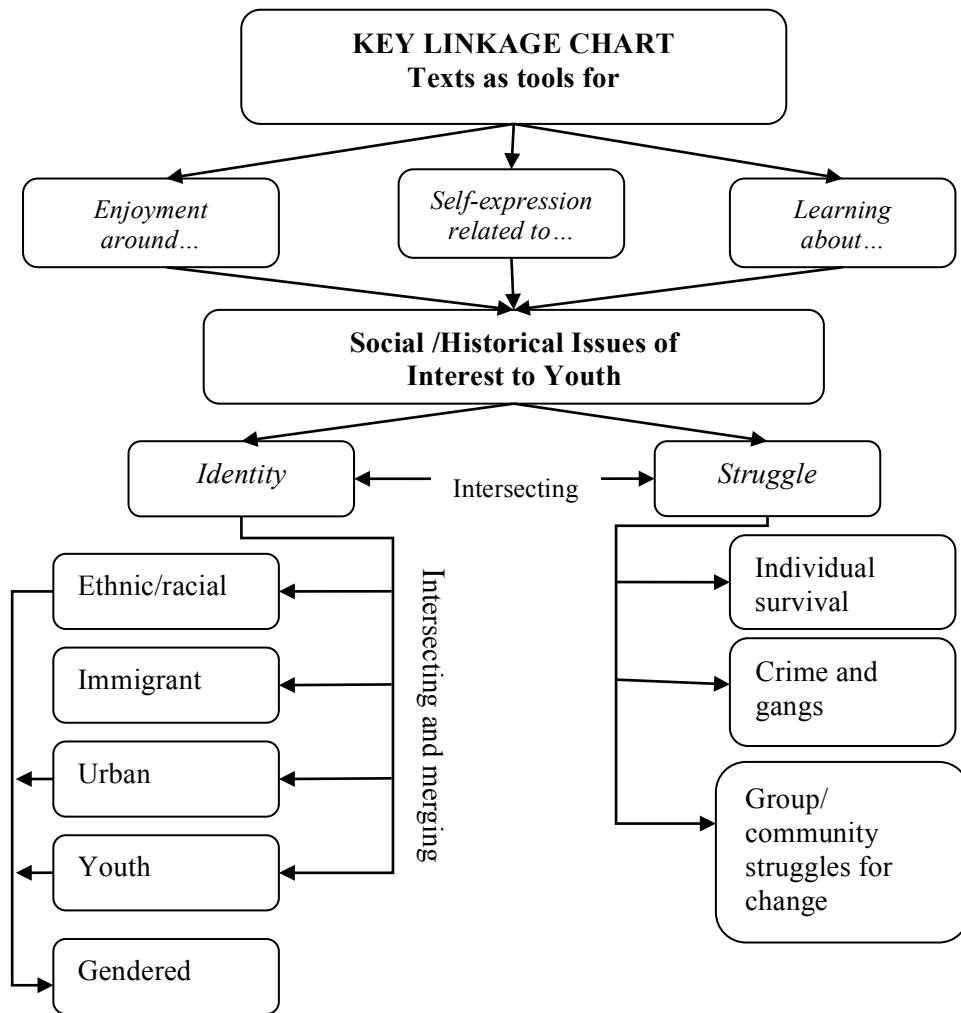 KEY LINKAGE CHART
Texts as tools for
Enjoyment
around…
Self-expression
related to…
Learning
about…
Social /Historical Issues of
Interest to Youth
Identity
Intersecting
Struggle
Ethnic/racial
Immigrant
Urban
Youth
Gendered
Intersecting and merging
Individual
survival
Crime and
gangs
Group/
community
struggles for
change